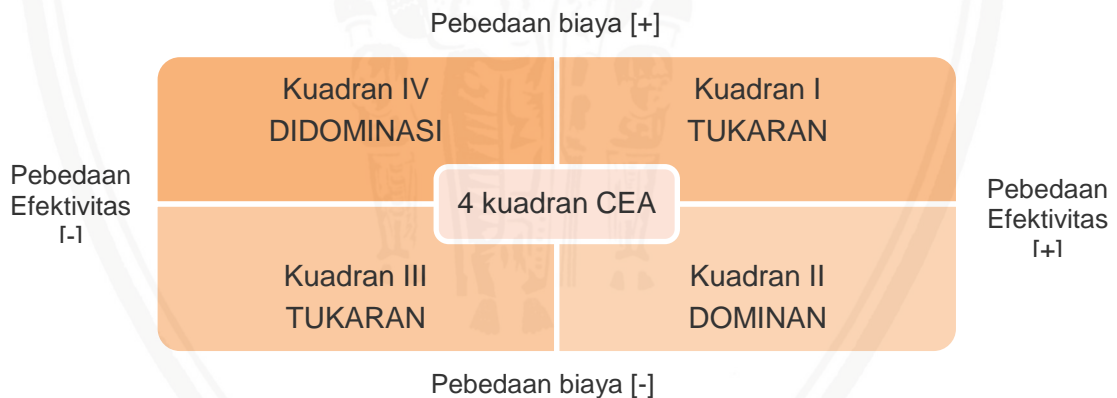 Pebedaan biaya [+]
Kuadran IV
DIDOMINASI
Kuadran I
TUKARAN
Pebedaan
Efektivitas
[-]
4 kuadran CEA
Pebedaan
Efektivitas
[+]
Kuadran III
TUKARAN
Kuadran II
DOMINAN
Pebedaan biaya [-]